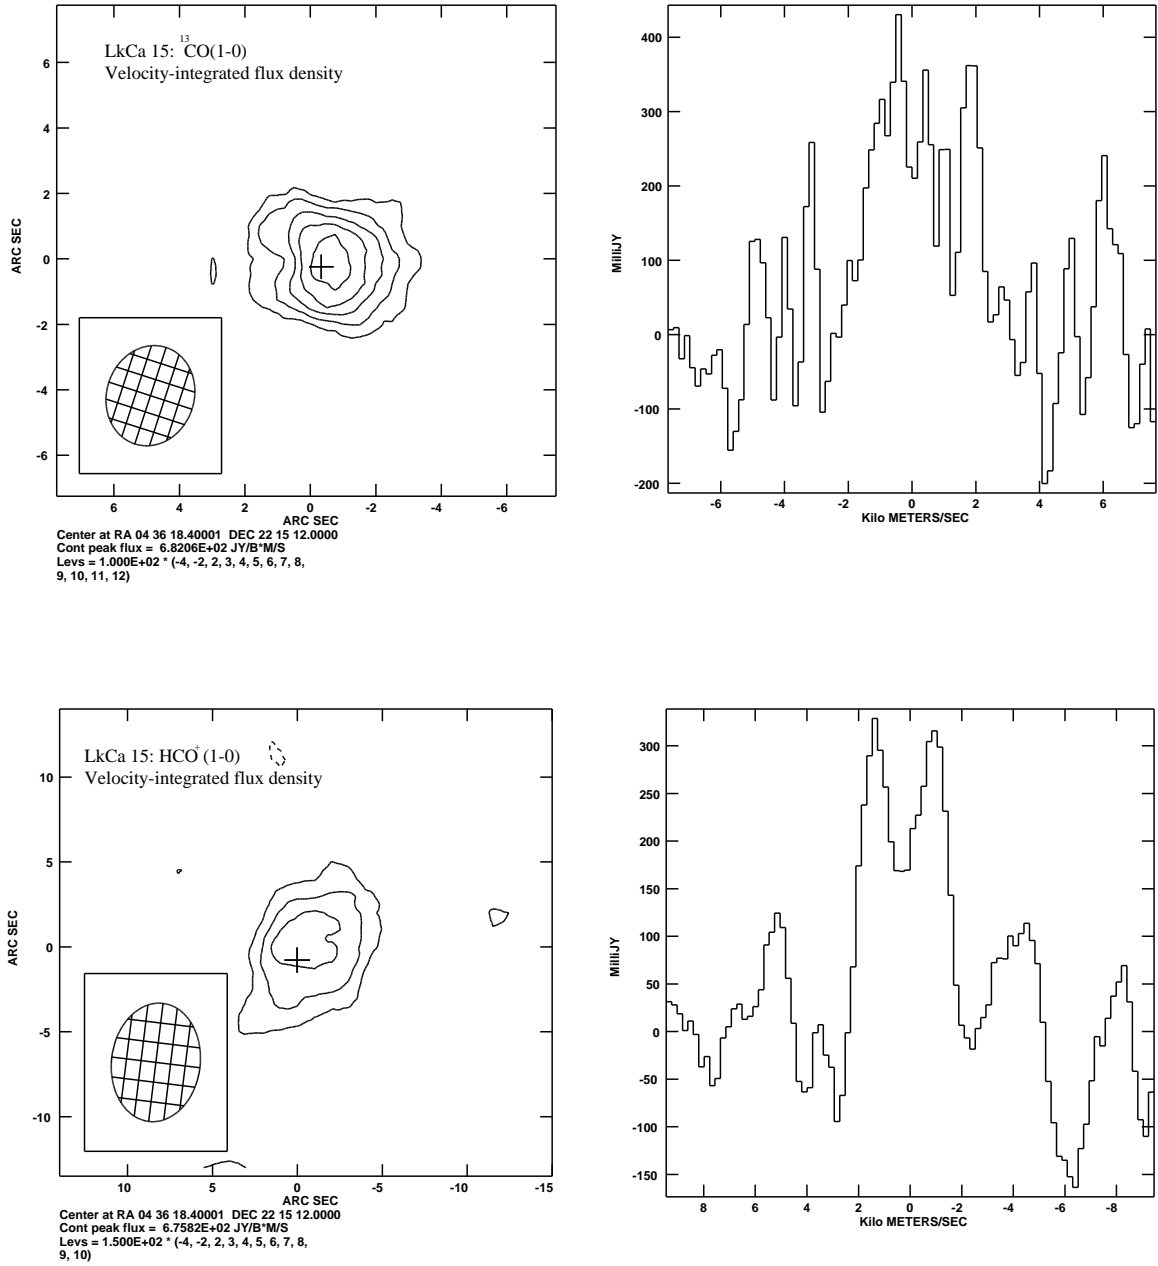 LkCa 15: ¹³CO(1-0)
Velocity-integrated flux density
6
4
2
0
-2
-4
-6
ARC SEC
6 4 2 0 -2 -4 -6
ARC SEC
Center at RA 04 36 18.40001 DEC 22 15 12.0000
Cont peak flux = 6.8206E+02 JY/B*M/S
Levs = 1.000E+02 * (-4, -2, 2, 3, 4, 5, 6, 7, 8,
9, 10, 11, 12)
400
300
200
100
0
-100
-200
MilliJY
-6 -4 -2 0 2 4 6
Kilo METERS/SEC
LkCa 15: HCO⁺(1-0)
Velocity-integrated flux density
10
5
0
-5
-10
ARC SEC
10 5 0 -5 -10 -15
ARC SEC
Center at RA 04 36 18.40001 DEC 22 15 12.0000
Cont peak flux = 6.7582E+02 JY/B*M/S
Levs = 1.500E+02 * (-4, -2, 2, 3, 4, 5, 6, 7, 8,
9, 10)
300
250
200
150
100
50
0
-50
-100
-150
MilliJY
8 6 4 2 0 -2 -4 -6 -8
Kilo METERS/SEC